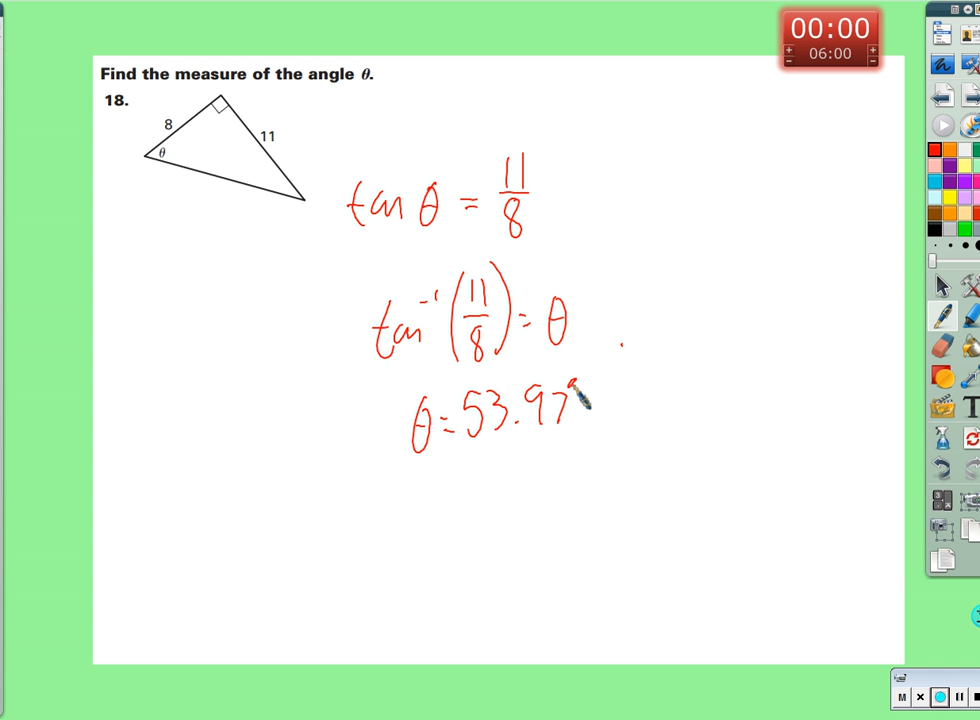 00:00
06:00
Find the measure of the angle θ.
18.
8
11
θ
tan θ = 11/8
tan⁻¹(11/8) = θ
θ = 53.97°
M